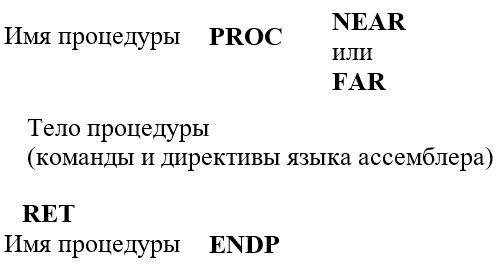 Имя процедуры PROC NEAR
или
FAR
Тело процедуры
(команды и директивы языка ассемблера)
RET
Имя процедуры ENDP